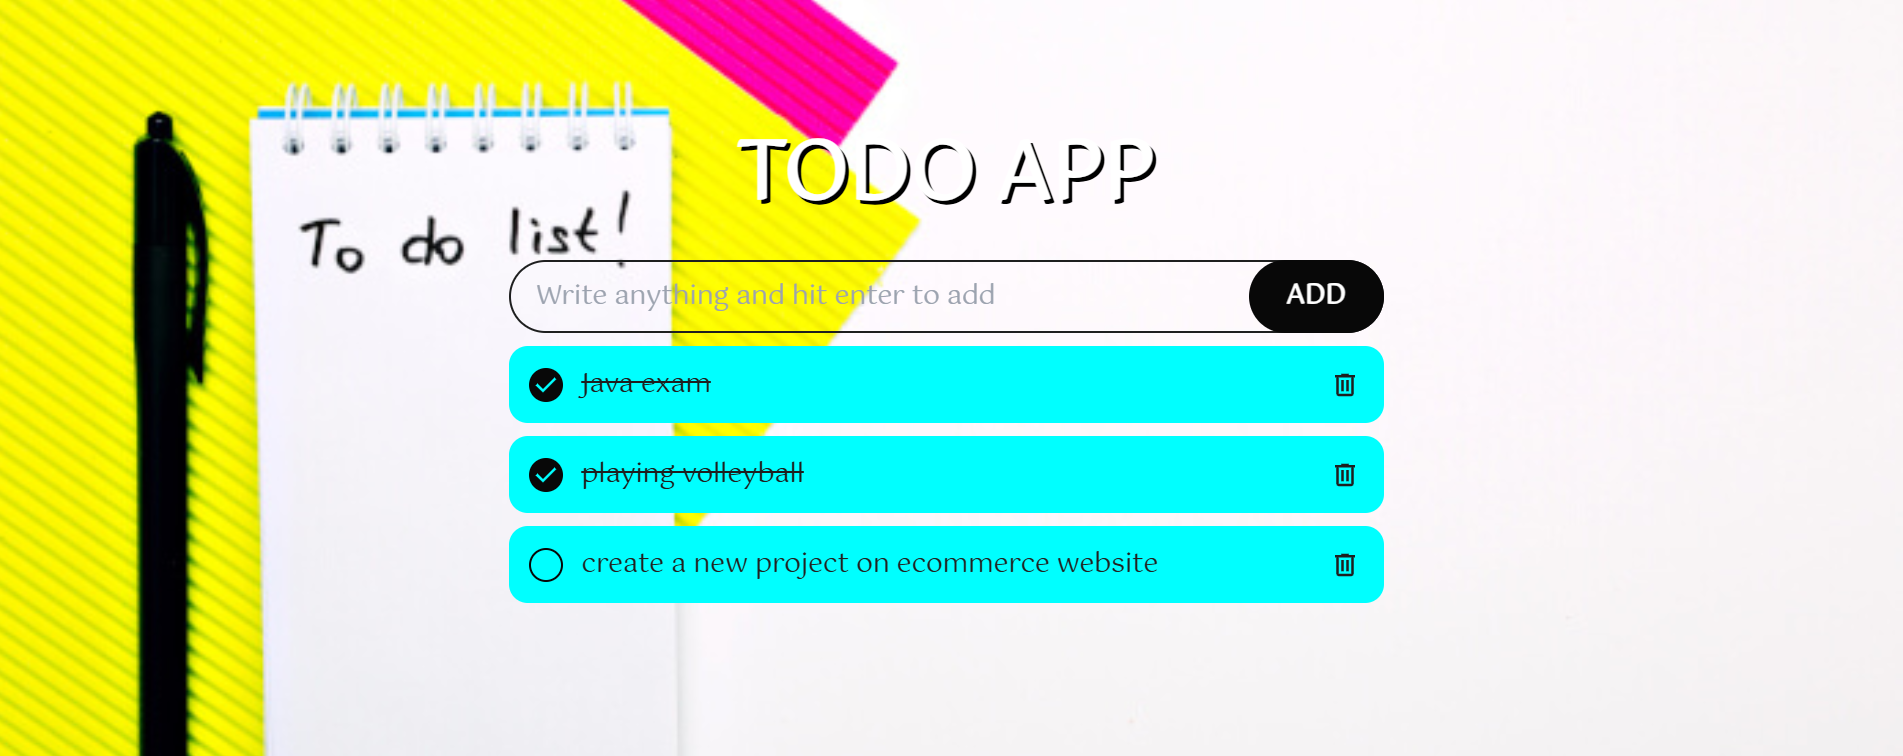 TODO APP
To do list!
Write anything and hit enter to add
ADD
Java exam
playing volleyball
create a new project on ecommerce website